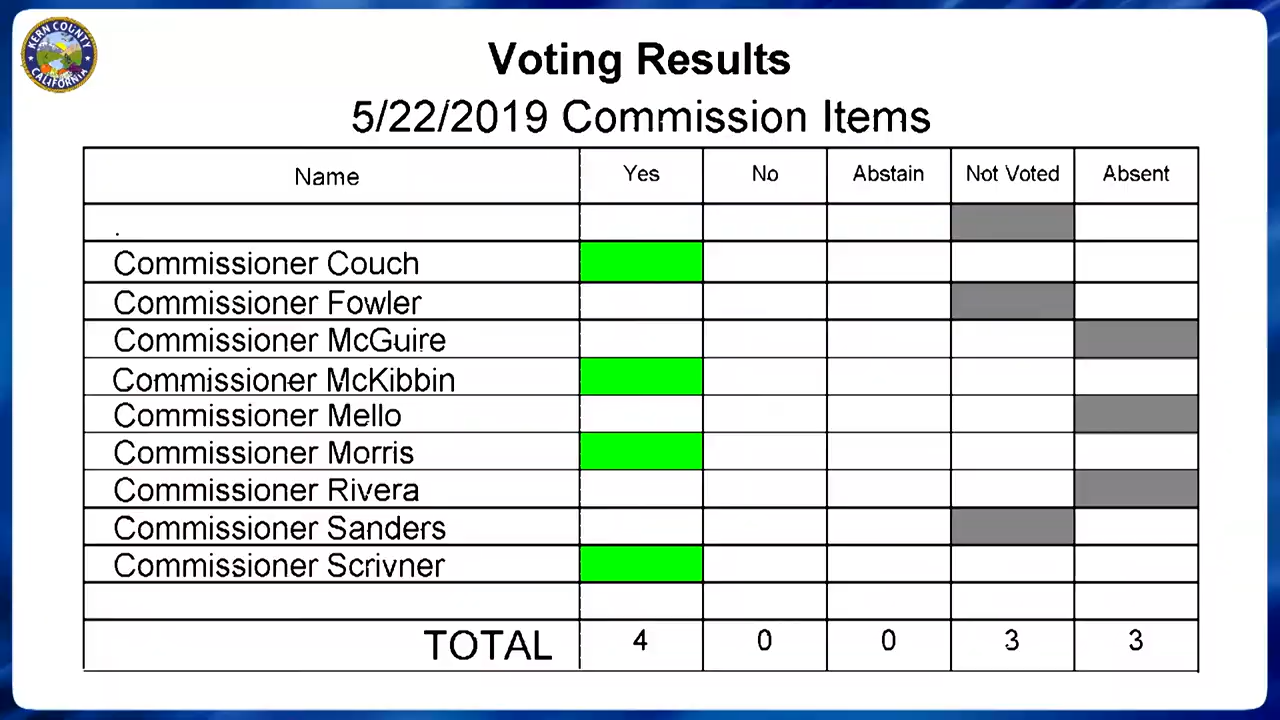 KERN COUNTY
CALIFORNIA
Voting Results
5/22/2019 Commission Items
Name Yes No Abstain Not Voted Absent
.
Commissioner Couch
Commissioner Fowler
Commissioner McGuire
Commissioner McKibbin
Commissioner Mello
Commissioner Morris
Commissioner Rivera
Commissioner Sanders
Commissioner Scrivner
TOTAL 4 0 0 3 3